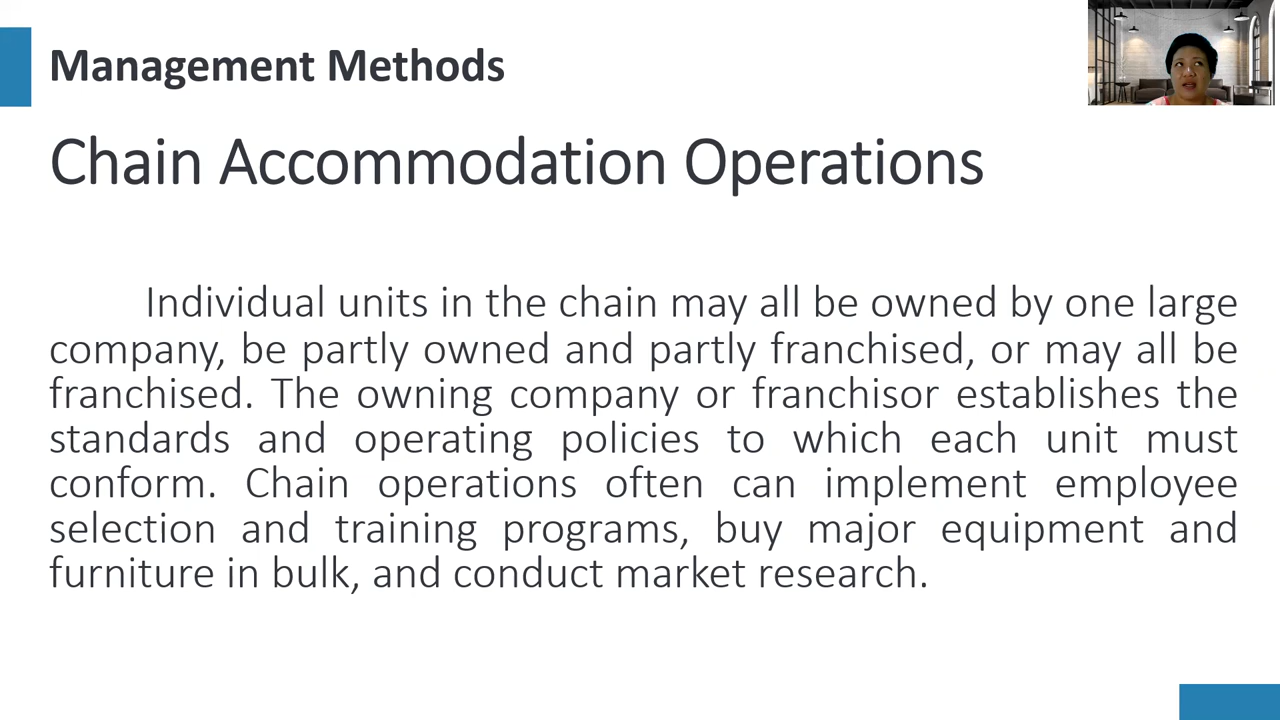 Management Methods
Chain Accommodation Operations
Individual units in the chain may all be owned by one large
company, be partly owned and partly franchised, or may all be
franchised. The owning company or franchisor establishes the
standards and operating policies to which each unit must
conform. Chain operations often can implement employee
selection and training programs, buy major equipment and
furniture in bulk, and conduct market research.